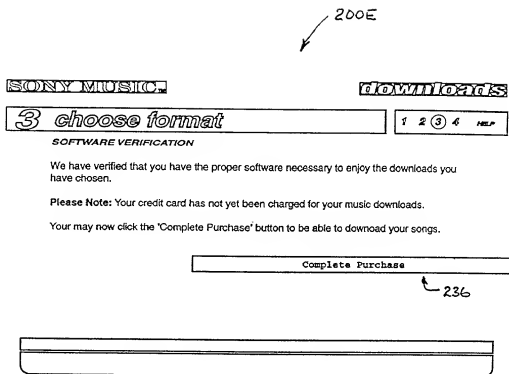 200E
SONY MUSIC™ downloads
3 choose format 1 2 3 4 HELP
SOFTWARE VERIFICATION
We have verified that you have the proper software necessary to enjoy the downloads you
have chosen.
Please Note: Your credit card has not yet been charged for your music downloads.
Your may now click the "Complete Purchase" button to be able to downoad your songs.
Complete Purchase
236